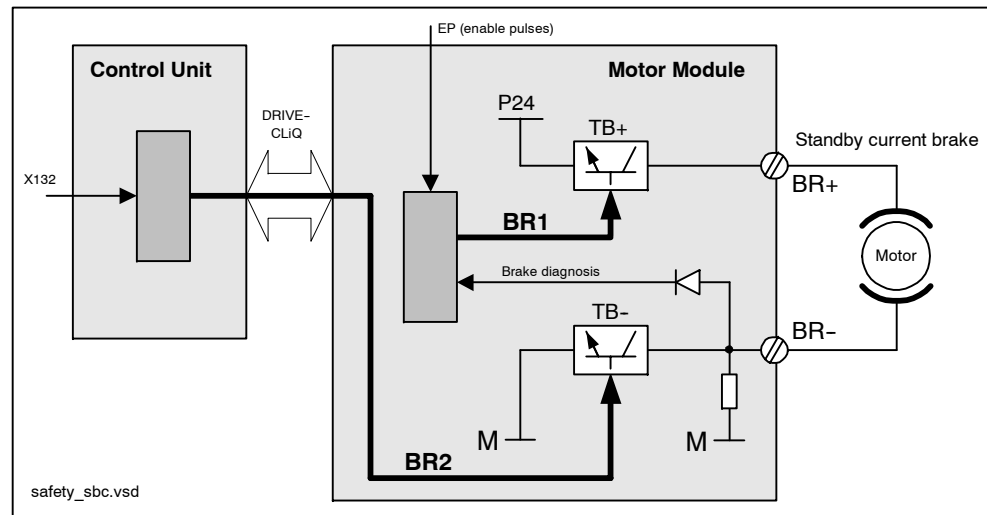 EP (enable pulses)
Control Unit
Motor Module
DRIVE-
CLiQ
P24
TB+
Standby current brake
X132
BR+
BR1
Motor
Brake diagnosis
TB-
BR-
M
M
BR2
safety_sbc.vsd